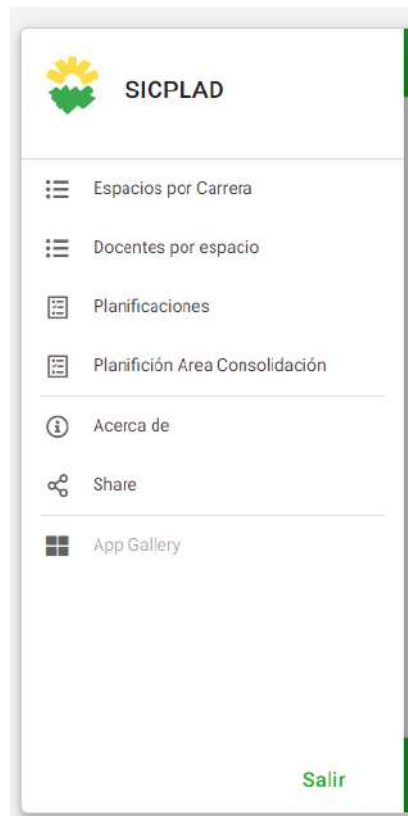 SICPLAD
Espacios por Carrera
Docentes por espacio
Planificaciones
Planifición Area Consolidación
Acerca de
Share
App Gallery
Salir